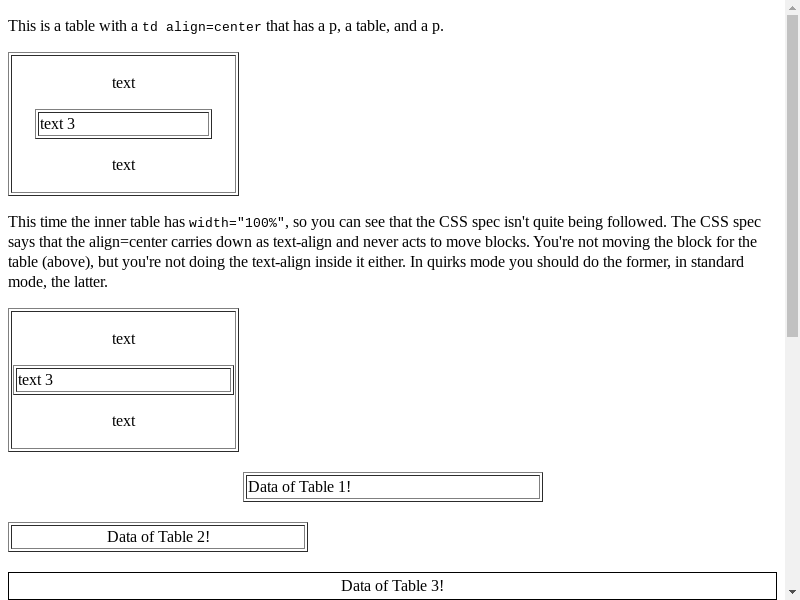 This is a table with a td align=center that has a p, a table, and a p.
text
text 3
text
This time the inner table has width="100%", so you can see that the CSS spec isn't quite being followed. The CSS spec
says that the align=center carries down as text-align and never acts to move blocks. You're not moving the block for the
table (above), but you're not doing the text-align inside it either. In quirks mode you should do the former, in standard
mode, the latter.
text
text 3
text
Data of Table 1!
Data of Table 2!
Data of Table 3!